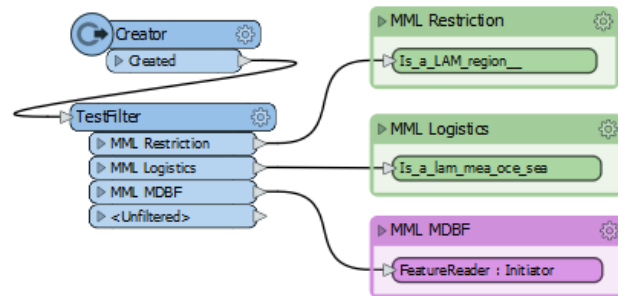 Creator
Created
TestFilter
MML Restriction
MML Logistics
MML MDBF
<Unfiltered>
MML Restriction
Is_a_LAM_region__
MML Logistics
Is_a_lam_mea_oce_sea
MML MDBF
FeatureReader : Initiator